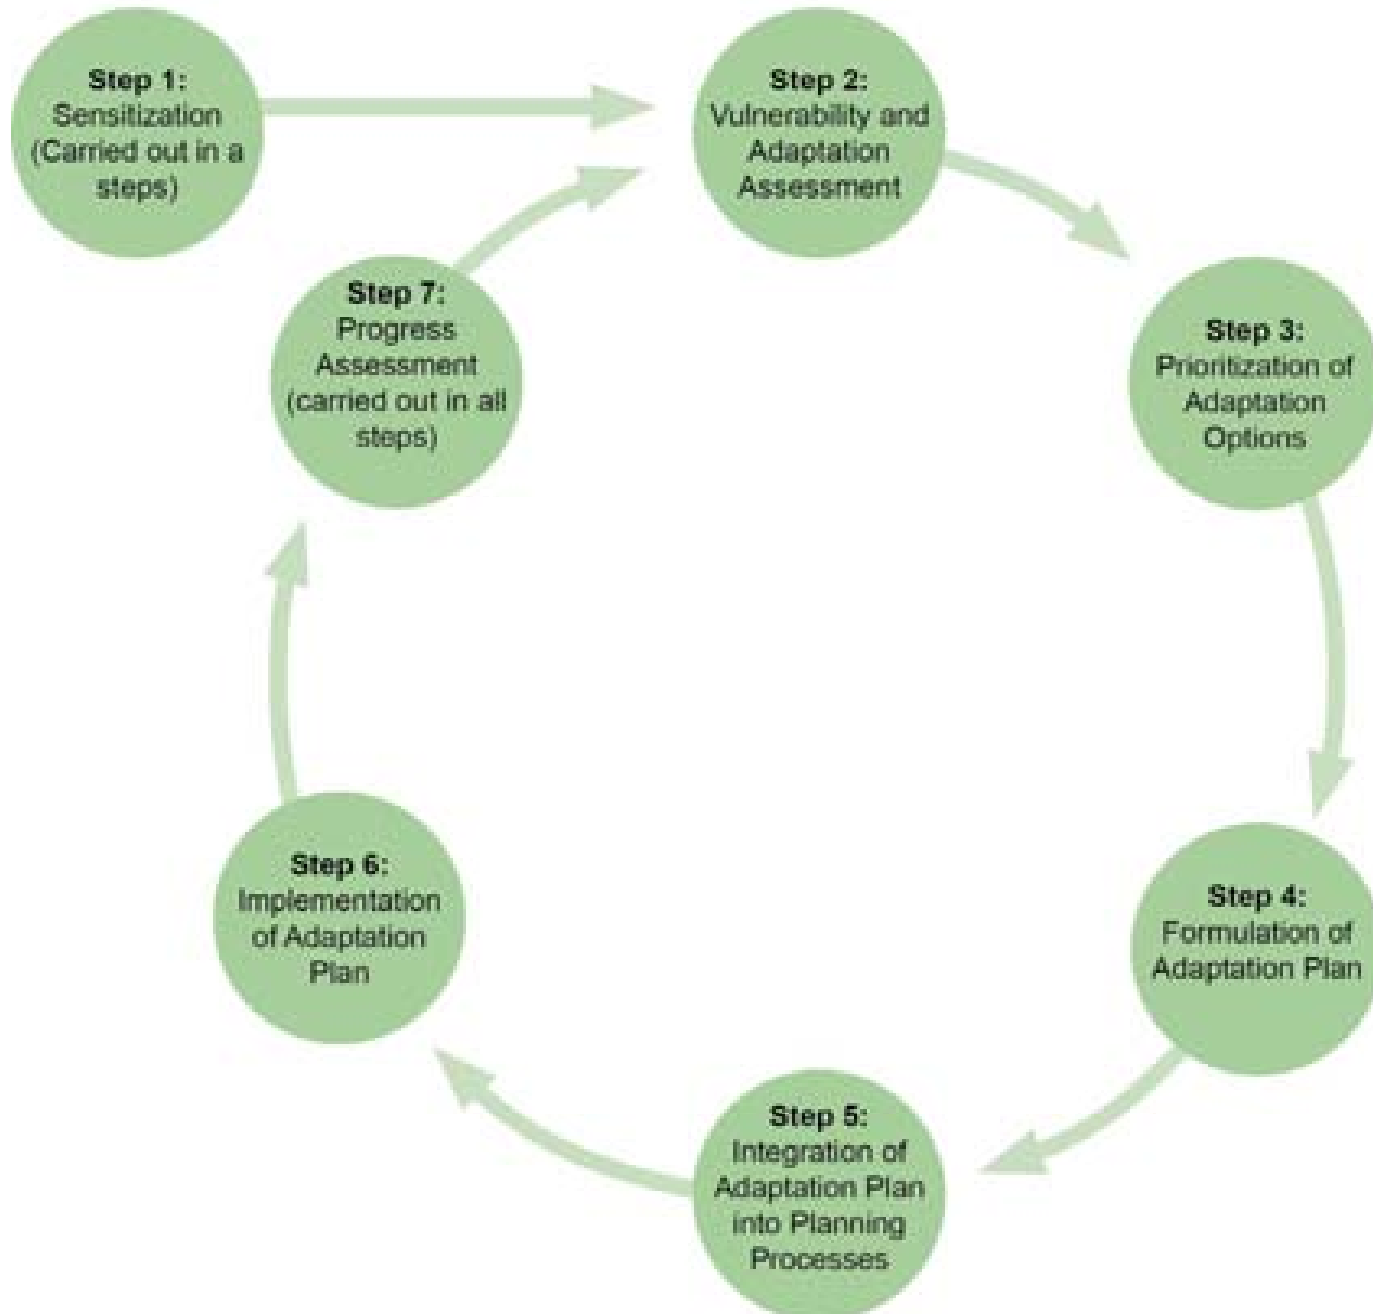 Step 1:
Sensitization
(Carried out in a
steps)
Step 2:
Vulnerability and
Adaptation
Assessment
Step 3:
Prioritization of
Adaptation
Options
Step 4:
Formulation of
Adaptation Plan
Step 5:
Integration of
Adaptation Plan
into Planning
Processes
Step 6:
Implementation
of Adaptation
Plan
Step 7:
Progress
Assessment
(carried out in all
steps)